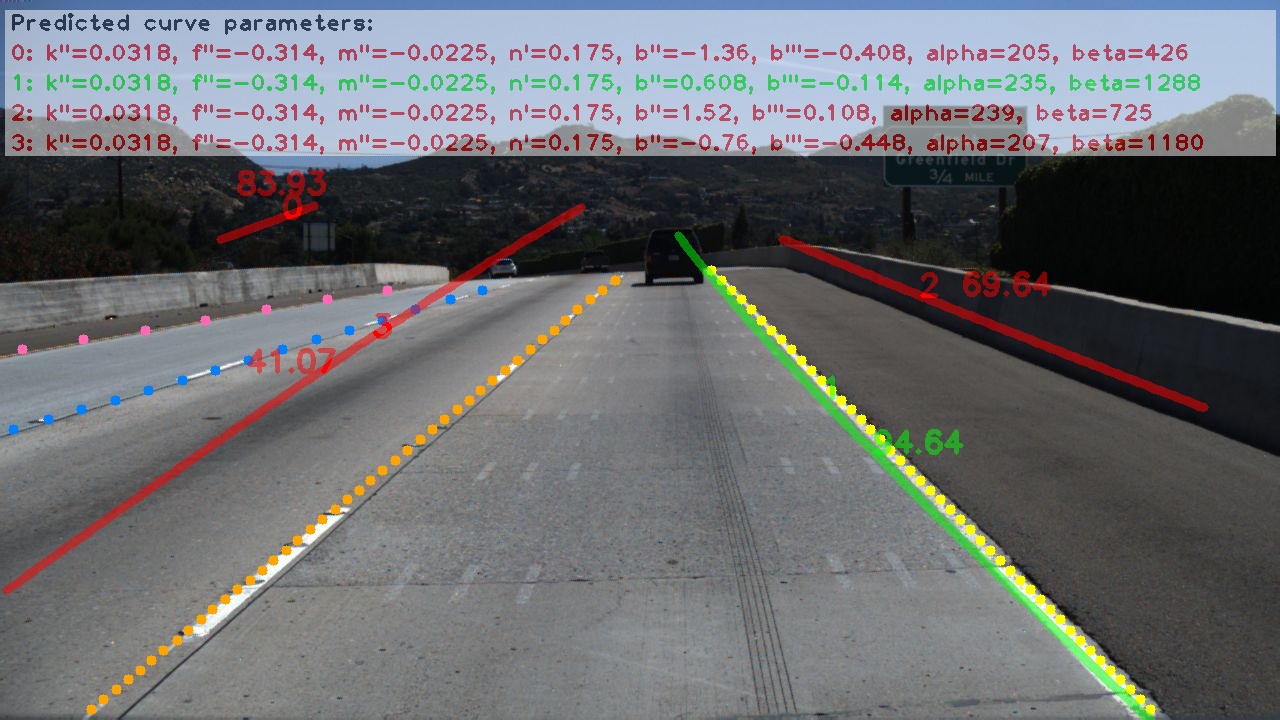 Predicted curve parameters:
0: k''=0.0318, f''=-0.314, m''=-0.0225, n'=0.175, b''=-1.36, b'''=-0.408, alpha=205, beta=426
1: k''=0.0318, f''=-0.314, m''=-0.0225, n'=0.175, b''=0.608, b'''=-0.114, alpha=235, beta=1288
2: k''=0.0318, f''=-0.314, m''=-0.0225, n'=0.175, b''=1.52, b'''=0.108, alpha=239, beta=725
3: k''=0.0318, f''=-0.314, m''=-0.0225, n'=0.175, b''=-0.76, b'''=-0.448, alpha=207, beta=1180
Greenfield Dr
3/4 MILE
83.93
0
2 69.64
3
41.07
1
94.64